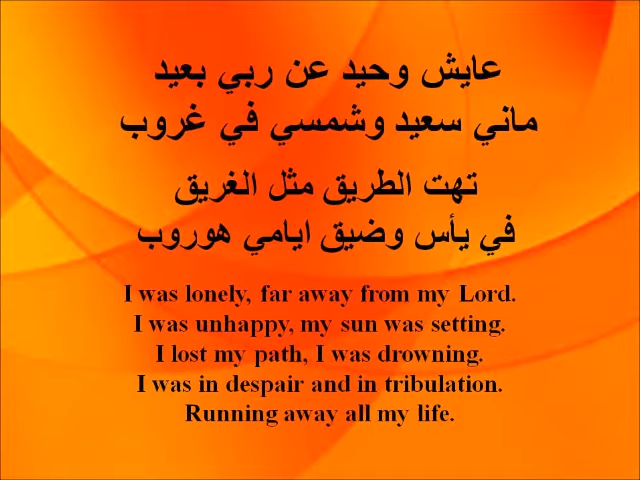 عايش وحيد عن ربي بعيد
ماني سعيد وشمسي في غروب
تهت الطريق مثل الغريق
في يأس وضيق ايامي هوروب
I was lonely, far away from my Lord.
I was unhappy, my sun was setting.
I lost my path, I was drowning.
I was in despair and in tribulation.
Running away all my life.